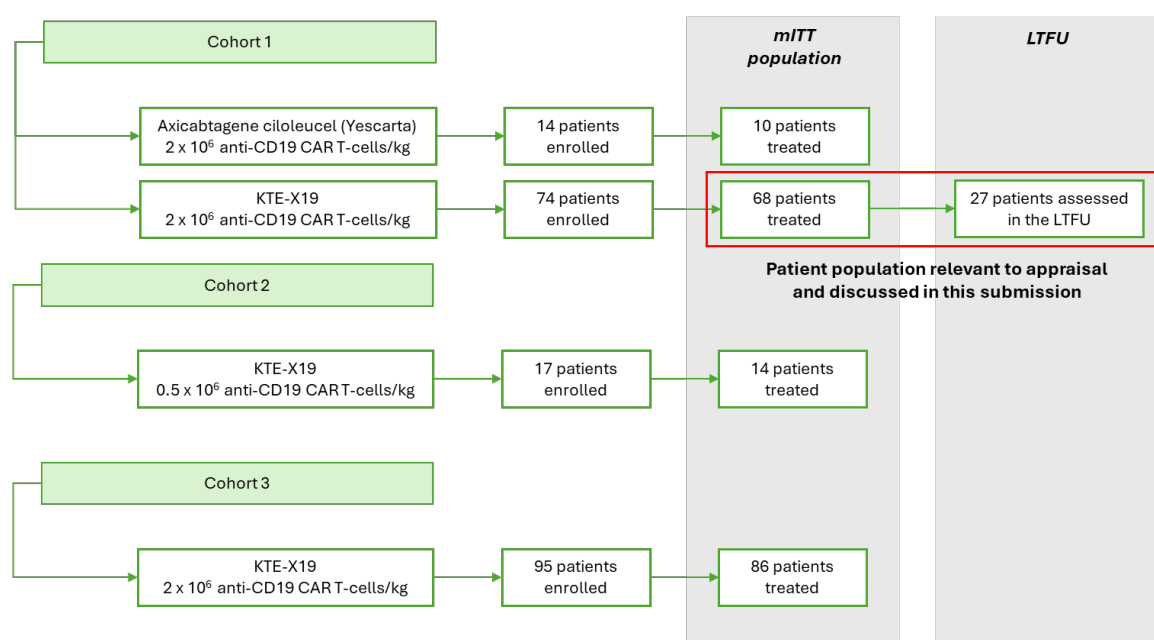 Cohort 1
mITT
population
LTFU
Axicabtagene ciloleucel (Yescarta)
2 x 10⁶ anti-CD19 CAR T-cells/kg
14 patients
enrolled
10 patients
treated
KTE-X19
2 x 10⁶ anti-CD19 CAR T-cells/kg
74 patients
enrolled
68 patients
treated
27 patients assessed
in the LTFU
Patient population relevant to appraisal
and discussed in this submission
Cohort 2
KTE-X19
0.5 x 10⁶ anti-CD19 CAR T-cells/kg
17 patients
enrolled
14 patients
treated
Cohort 3
KTE-X19
2 x 10⁶ anti-CD19 CAR T-cells/kg
95 patients
enrolled
86 patients
treated